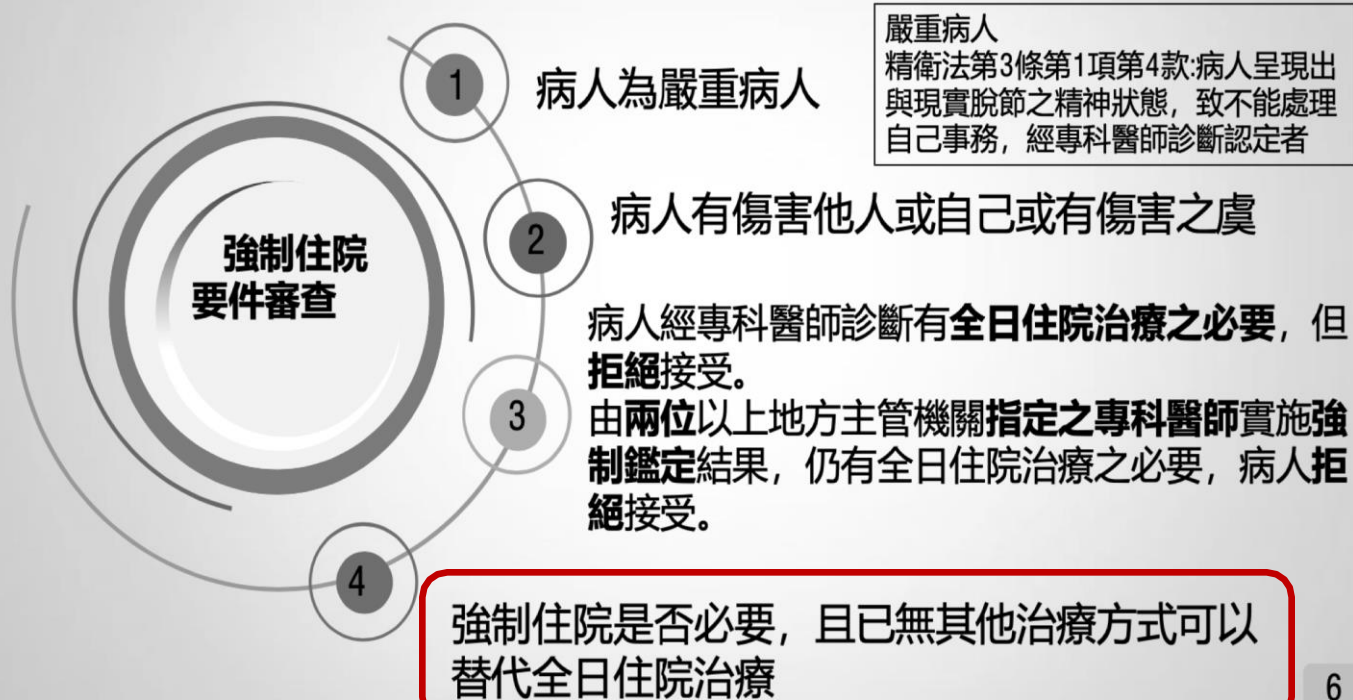 嚴重病人
精衛法第3條第1項第4款:病人呈現出
與現實脫節之精神狀態，致不能處理
自己事務，經專科醫師診斷認定者
1
病人為嚴重病人
2
病人有傷害他人或自己或有傷害之虞
強制住院
要件審查
3
病人經專科醫師診斷有全日住院治療之必要，但
拒絕接受。
由兩位以上地方主管機關指定之專科醫師實施強
制鑑定結果，仍有全日住院治療之必要，病人拒
絕接受。
4
強制住院是否必要，且已無其他治療方式可以
替代全日住院治療
6